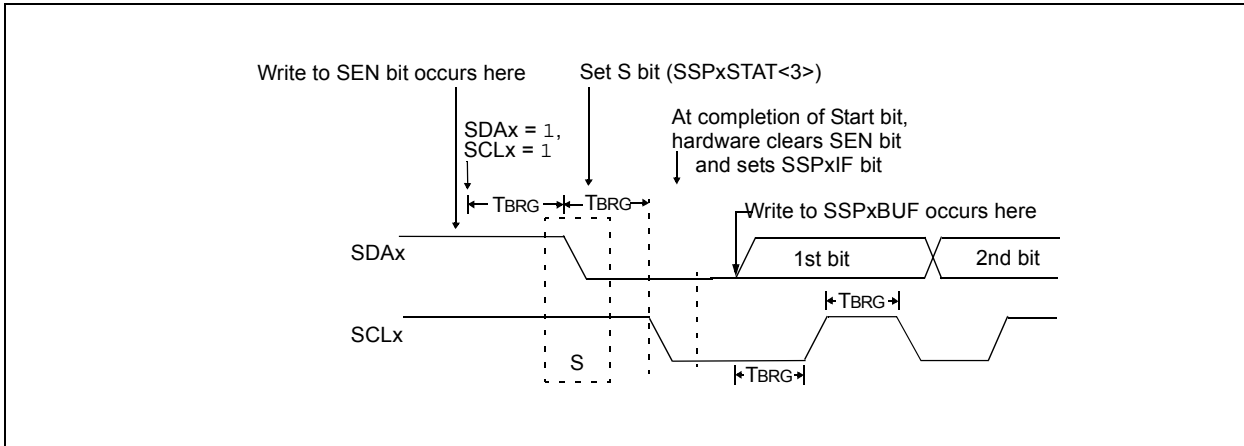 Write to SEN bit occurs here
Set S bit (SSPxSTAT<3>)
SDAx = 1,
SCLx = 1
At completion of Start bit,
hardware clears SEN bit
and sets SSPxIF bit
TBRG
TBRG
Write to SSPxBUF occurs here
SDAx
1st bit
2nd bit
TBRG
SCLx
S
TBRG